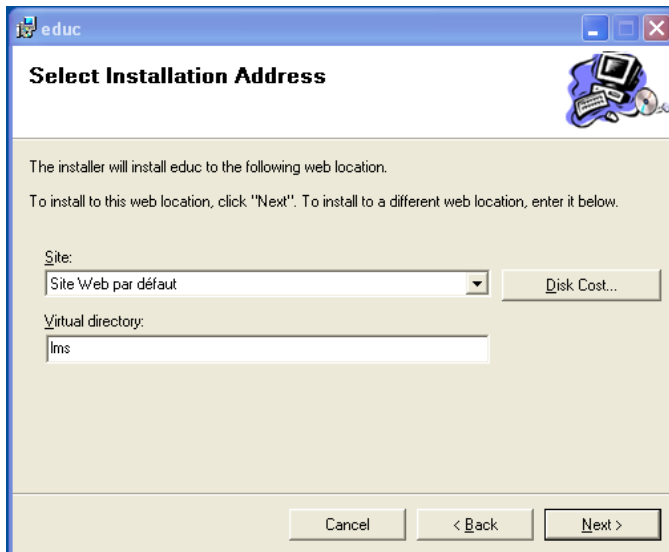 educ
Select Installation Address
The installer will install educ to the following web location.
To install to this web location, click "Next". To install to a different web location, enter it below.
Site:
Site Web par défaut
Disk Cost...
Virtual directory:
lms
Cancel
< Back
Next >